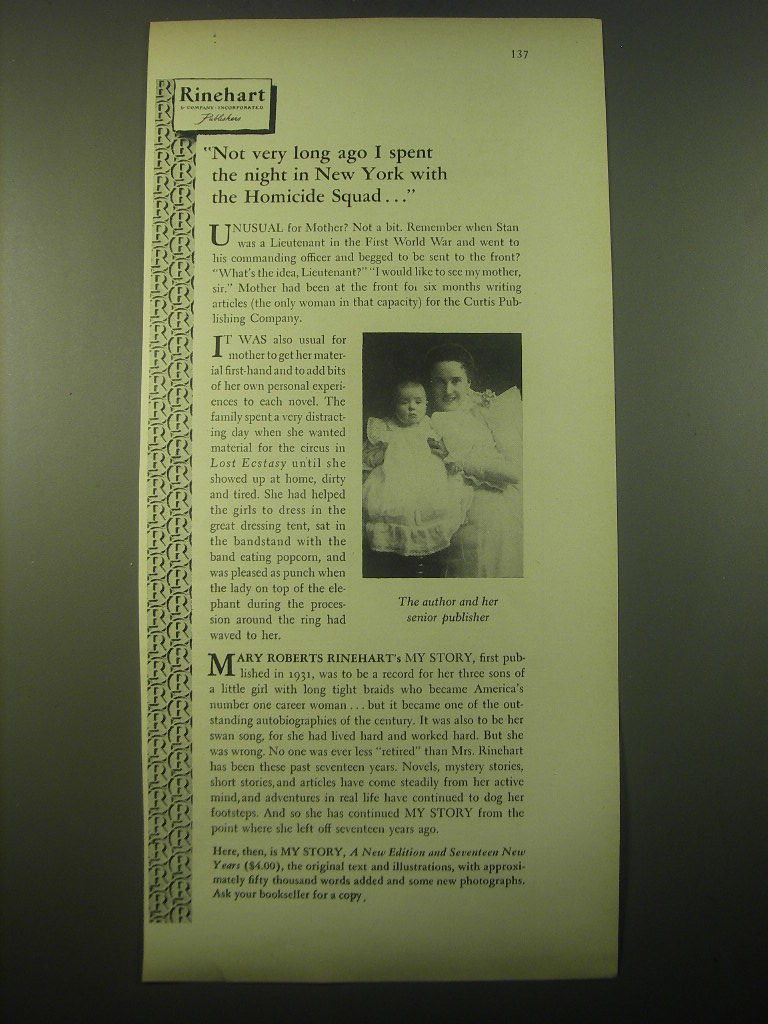 137
Rinehart
& COMPANY · INCORPORATED
Publishers
"Not very long ago I spent
the night in New York with
the Homicide Squad . . ."
UNUSUAL for Mother? Not a bit. Remember when Stan
was a Lieutenant in the First World War and went to
his commanding officer and begged to be sent to the front?
"What's the idea, Lieutenant?" "I would like to see my mother,
sir." Mother had been at the front for six months writing
articles (the only woman in that capacity) for the Curtis Pub-
lishing Company.
IT WAS also usual for
mother to get her mater-
ial first-hand and to add bits
of her own personal experi-
ences to each novel. The
family spent a very distract-
ing day when she wanted
material for the circus in
Lost Ecstasy until she
showed up at home, dirty
and tired. She had helped
the girls to dress in the
great dressing tent, sat in
the bandstand with the
band eating popcorn, and
was pleased as punch when
the lady on top of the ele-
phant during the proces-
sion around the ring had
waved to her.
The author and her
senior publisher
MARY ROBERTS RINEHART's MY STORY, first pub-
lished in 1931, was to be a record for her three sons of
a little girl with long tight braids who became America's
number one career woman . . . but it became one of the out-
standing autobiographies of the century. It was also to be her
swan song, for she had lived hard and worked hard. But she
was wrong. No one was ever less "retired" than Mrs. Rinehart
has been these past seventeen years. Novels, mystery stories,
short stories, and articles have come steadily from her active
mind, and adventures in real life have continued to dog her
footsteps. And so she has continued MY STORY from the
point where she left off seventeen years ago.
Here, then, is MY STORY, A New Edition and Seventeen New
Years ($4.00), the original text and illustrations, with approxi-
mately fifty thousand words added and some new photographs.
Ask your bookseller for a copy.